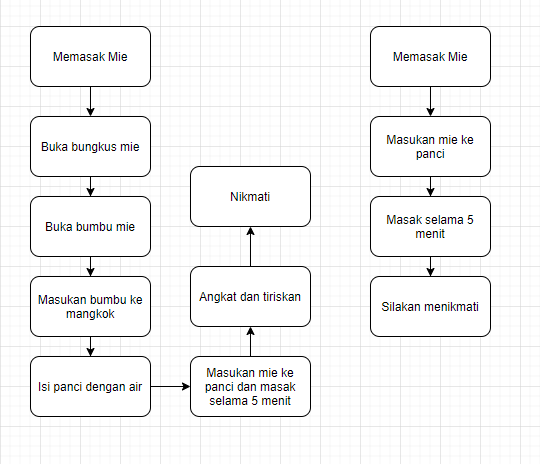 Memasak Mie
Buka bungkus mie
Buka bumbu mie
Masukan bumbu ke
mangkok
Isi panci dengan air
Masukan mie ke
panci dan masak
selama 5 menit
Angkat dan tiriskan
Nikmati
Memasak Mie
Masukan mie ke
panci
Masak selama 5
menit
Silakan menikmati